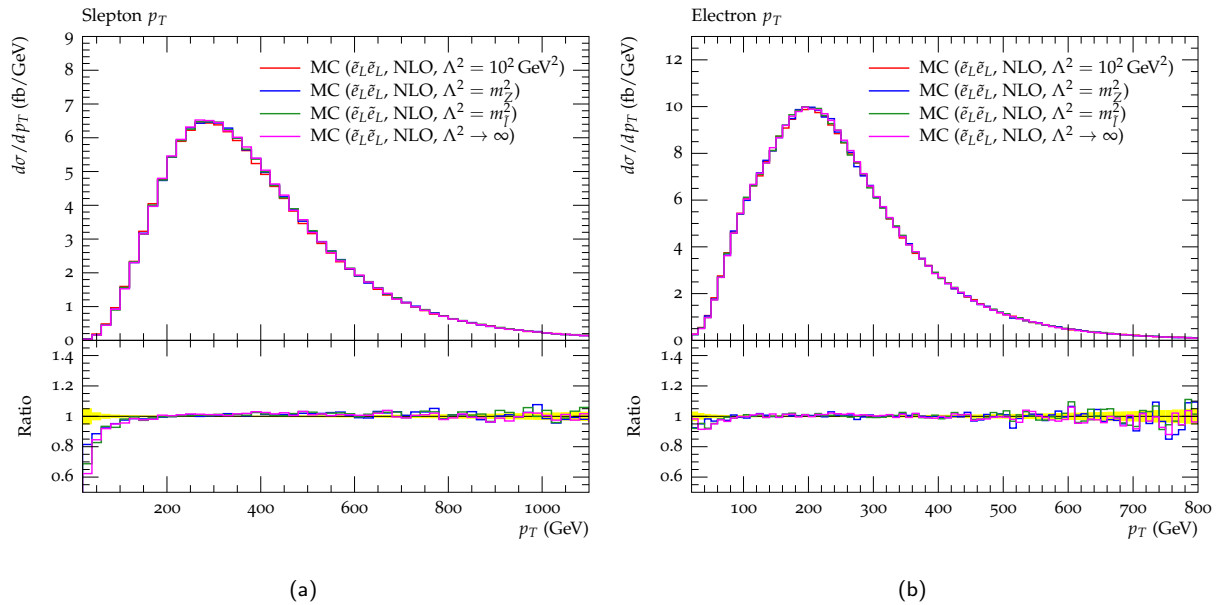 Slepton p_T
dσ/dp_T (fb/GeV)
9
8
7
6
5
4
3
2
1
0
MC (ẽ_L ẽ_L, NLO, Λ² = 10² GeV²)
MC (ẽ_L ẽ_L, NLO, Λ² = m_Z²)
MC (ẽ_L ẽ_L, NLO, Λ² = m_l̃²)
MC (ẽ_L ẽ_L, NLO, Λ² → ∞)
Ratio
1.4
1.2
1
0.8
0.6
200 400 600 800 1000
p_T (GeV)
(a)
Electron p_T
dσ/dp_T (fb/GeV)
12
10
8
6
4
2
0
MC (ẽ_L ẽ_L, NLO, Λ² = 10² GeV²)
MC (ẽ_L ẽ_L, NLO, Λ² = m_Z²)
MC (ẽ_L ẽ_L, NLO, Λ² = m_l̃²)
MC (ẽ_L ẽ_L, NLO, Λ² → ∞)
Ratio
1.4
1.2
1
0.8
0.6
100 200 300 400 500 600 700 800
p_T (GeV)
(b)